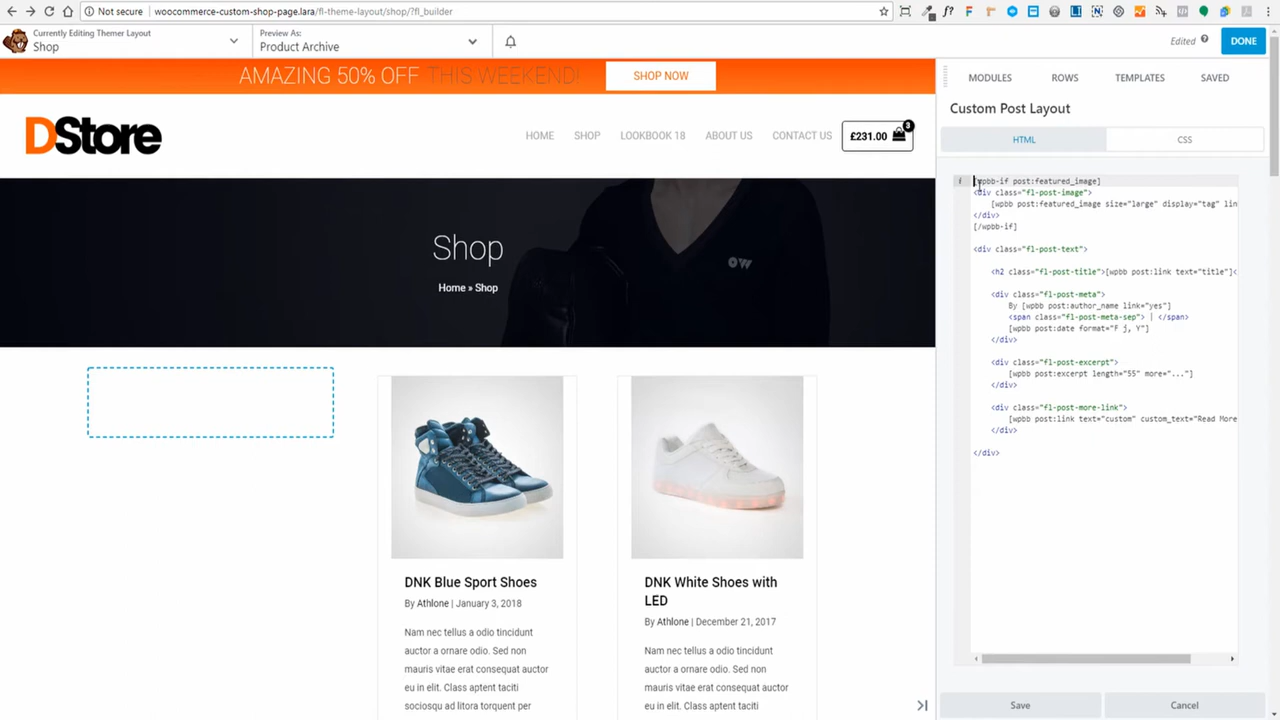 Not secure woocommerce-custom-shop-page.lara/fl-theme-layout/shop/?fl_builder
Currently Editing Themer Layout
Shop
Preview As:
Product Archive
Edited
DONE
AMAZING 50% OFF THIS WEEKEND!
SHOP NOW
DStore
HOME SHOP LOOKBOOK 18 ABOUT US CONTACT US £231.00 3
Shop
Home » Shop
OW
DNK Blue Sport Shoes
By Athlone | January 3, 2018
Nam nec tellus a odio tincidunt
auctor a ornare odio. Sed non
mauris vitae erat consequat auctor
eu in elit. Class aptent taciti
sociosqu ad litora torquent per
DNK White Shoes with
LED
By Athlone | December 21, 2017
Nam nec tellus a odio tincidunt
auctor a ornare odio. Sed non
mauris vitae erat consequat auctor
eu in elit. Class aptent taciti
sociosqu ad litora torquent per
MODULES ROWS TEMPLATES SAVED
Custom Post Layout
HTML CSS
[wpbb-if post:featured_image]
<div class="fl-post-image">
[wpbb post:featured_image size="large" display="tag" lin
</div>
[/wpbb-if]
<div class="fl-post-text">
<h2 class="fl-post-title">[wpbb post:link text="title"]<
<div class="fl-post-meta">
By [wpbb post:author_name link="yes"]
<span class="fl-post-meta-sep"> | </span>
[wpbb post:date format="F j, Y"]
</div>
<div class="fl-post-excerpt">
[wpbb post:excerpt length="55" more="..."]
</div>
<div class="fl-post-more-link">
[wpbb post:link text="custom" custom_text="Read More
</div>
</div>
Save Cancel